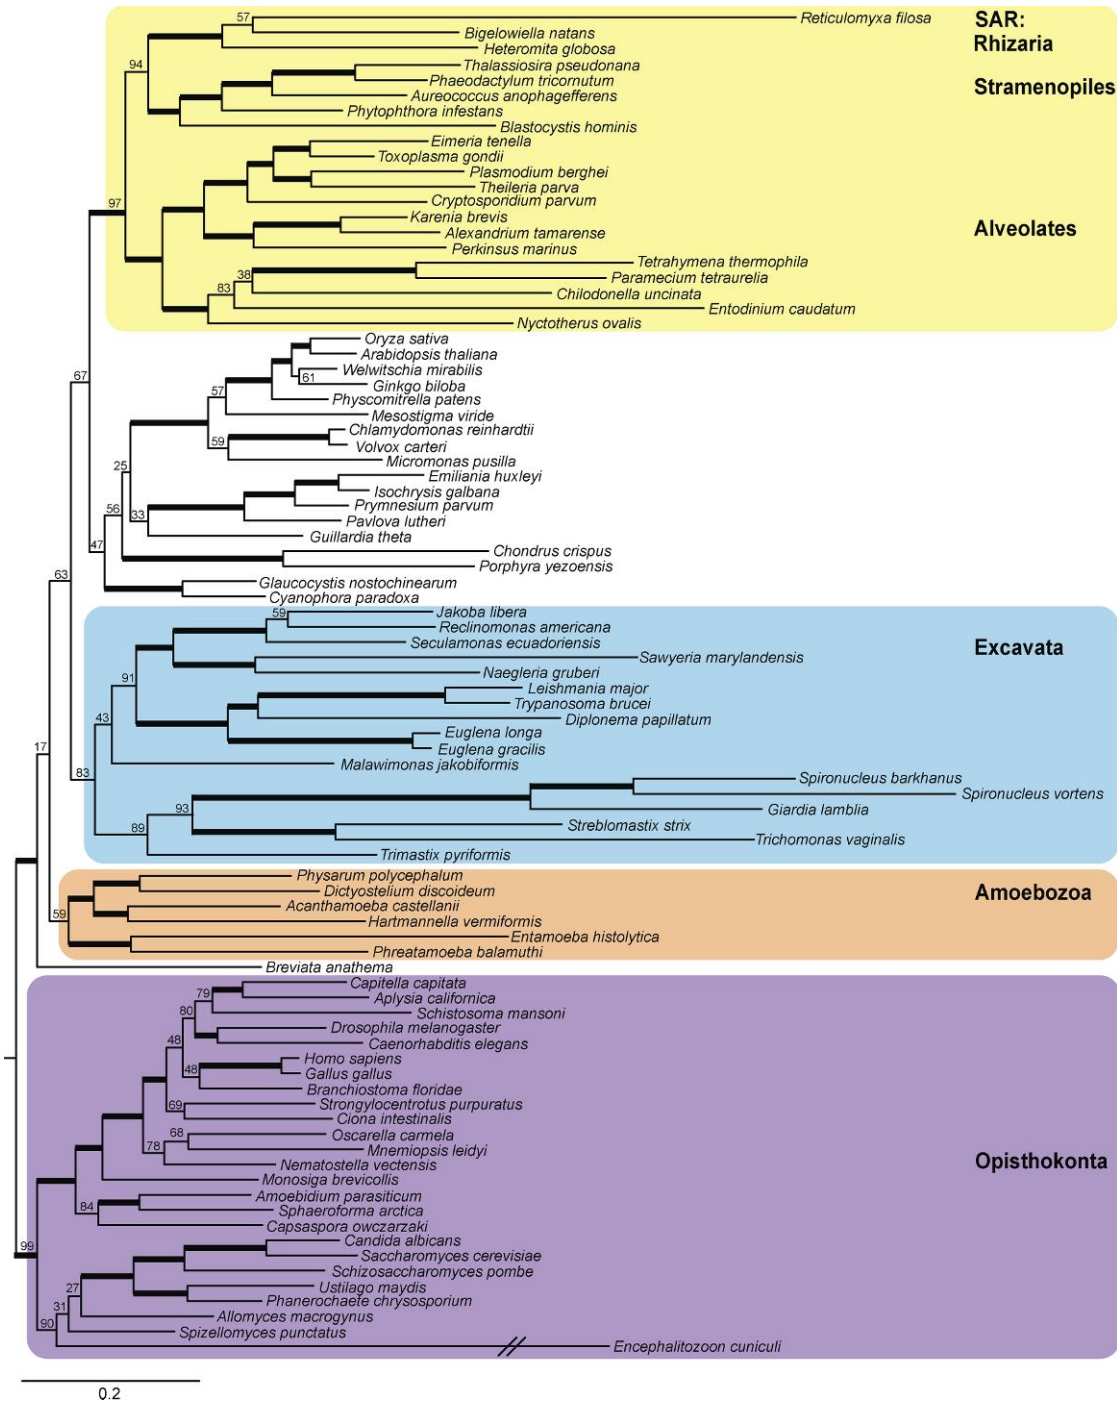 57
Reticulomyxa filosa
SAR:
Bigelowiella natans
Rhizaria
Heteromita globosa
94
Thalassiosira pseudonana
Phaeodactylum tricornutum
Stramenopiles
Aureococcus anophagefferens
Phytophthora infestans
Blastocystis hominis
Eimeria tenella
Toxoplasma gondii
Plasmodium berghei
Theileria parva
Cryptosporidium parvum
97
Karenia brevis
Alexandrium tamarense
Alveolates
Perkinsus marinus
Tetrahymena thermophila
38
Paramecium tetraurelia
83
Chilodonella uncinata
Entodinium caudatum
Nyctotherus ovalis
Oryza sativa
Arabidopsis thaliana
Welwitschia mirabilis
61
Ginkgo biloba
67
57
Physcomitrella patens
Mesostigma viride
Chlamydomonas reinhardtii
59
Volvox carteri
Micromonas pusilla
25
Emiliania huxleyi
Isochrysis galbana
56
Prymnesium parvum
33
Pavlova lutheri
Guillardia theta
47
Chondrus crispus
Porphyra yezoensis
63
Glaucocystis nostochinearum
Cyanophora paradoxa
59
Jakoba libera
Reclinomonas americana
Seculamonas ecuadoriensis
Excavata
Sawyeria marylandensis
91
Naegleria gruberi
Leishmania major
Trypanosoma brucei
43
Diplonema papillatum
Euglena longa
17
Euglena gracilis
83
Malawimonas jakobiformis
Spironucleus barkhanus
Spironucleus vortens
93
Giardia lamblia
89
Streblomastix strix
Trichomonas vaginalis
Trimastix pyriformis
Physarum polycephalum
Dictyostelium discoideum
Amoebozoa
Acanthamoeba castellanii
59
Hartmannella vermiformis
Entamoeba histolytica
Phreatamoeba balamuthi
Breviata anathema
Capitella capitata
79
Aplysia californica
80
Schistosoma mansoni
Drosophila melanogaster
48
Caenorhabditis elegans
Homo sapiens
48
Gallus gallus
Branchiostoma floridae
69
Strongylocentrotus purpuratus
Ciona intestinalis
68
Oscarella carmela
78
Mnemiopsis leidyi
Nematostella vectensis
Opisthokonta
Monosiga brevicollis
Amoebidium parasiticum
84
Sphaeroforma arctica
Capsaspora owczarzaki
99
Candida albicans
Saccharomyces cerevisiae
Schizosaccharomyces pombe
27
Ustilago maydis
31
Phanerochaete chrysosporium
Allomyces macrogynus
90
Spizellomyces punctatus
Encephalitozoon cuniculi
0.2